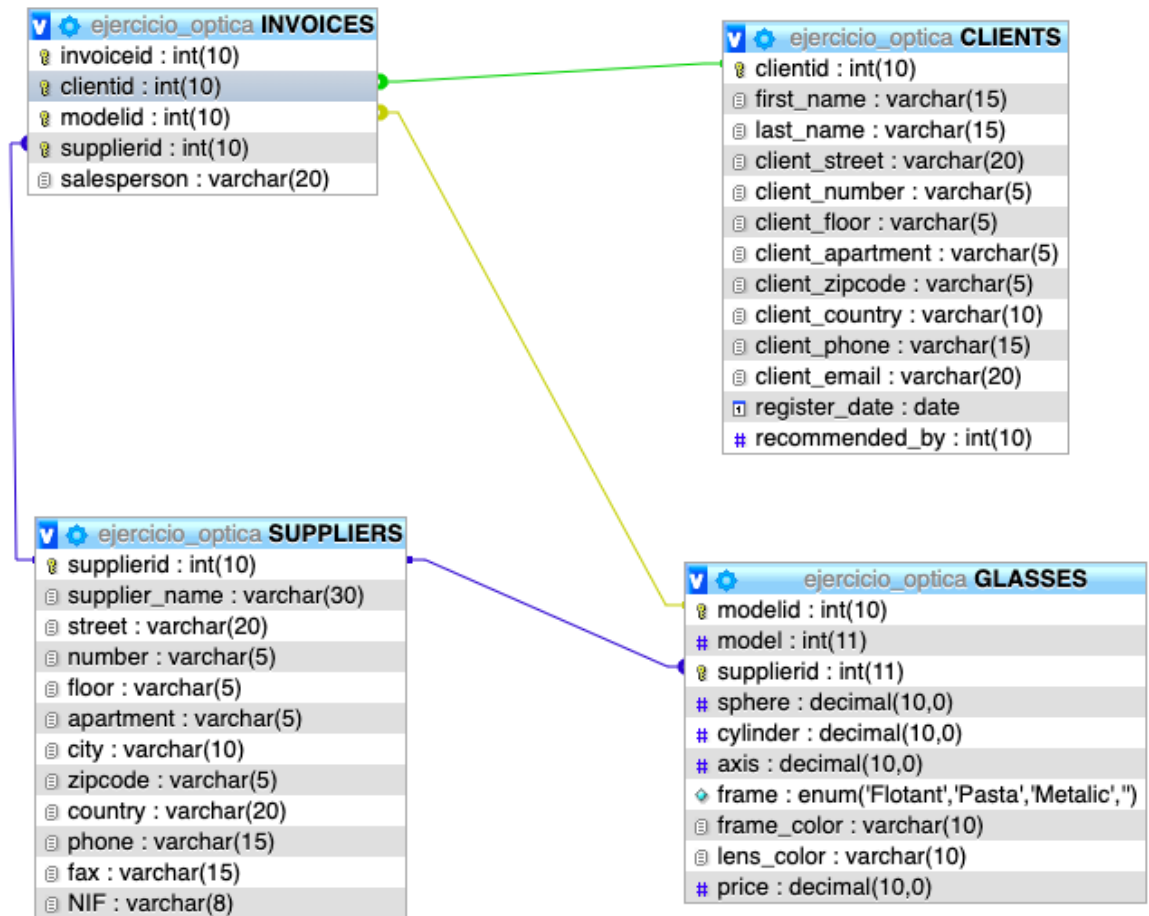 ejercicio_optica INVOICES
invoiceid : int(10)
clientid : int(10)
modelid : int(10)
supplierid : int(10)
salesperson : varchar(20)
ejercicio_optica CLIENTS
clientid : int(10)
first_name : varchar(15)
last_name : varchar(15)
client_street : varchar(20)
client_number : varchar(5)
client_floor : varchar(5)
client_apartment : varchar(5)
client_zipcode : varchar(5)
client_country : varchar(10)
client_phone : varchar(15)
client_email : varchar(20)
register_date : date
# recommended_by : int(10)
ejercicio_optica SUPPLIERS
supplierid : int(10)
supplier_name : varchar(30)
street : varchar(20)
number : varchar(5)
floor : varchar(5)
apartment : varchar(5)
city : varchar(10)
zipcode : varchar(5)
country : varchar(20)
phone : varchar(15)
fax : varchar(15)
NIF : varchar(8)
ejercicio_optica GLASSES
modelid : int(10)
# model : int(11)
supplierid : int(11)
# sphere : decimal(10,0)
# cylinder : decimal(10,0)
# axis : decimal(10,0)
frame : enum('Flotant','Pasta','Metalic','')
frame_color : varchar(10)
lens_color : varchar(10)
# price : decimal(10,0)